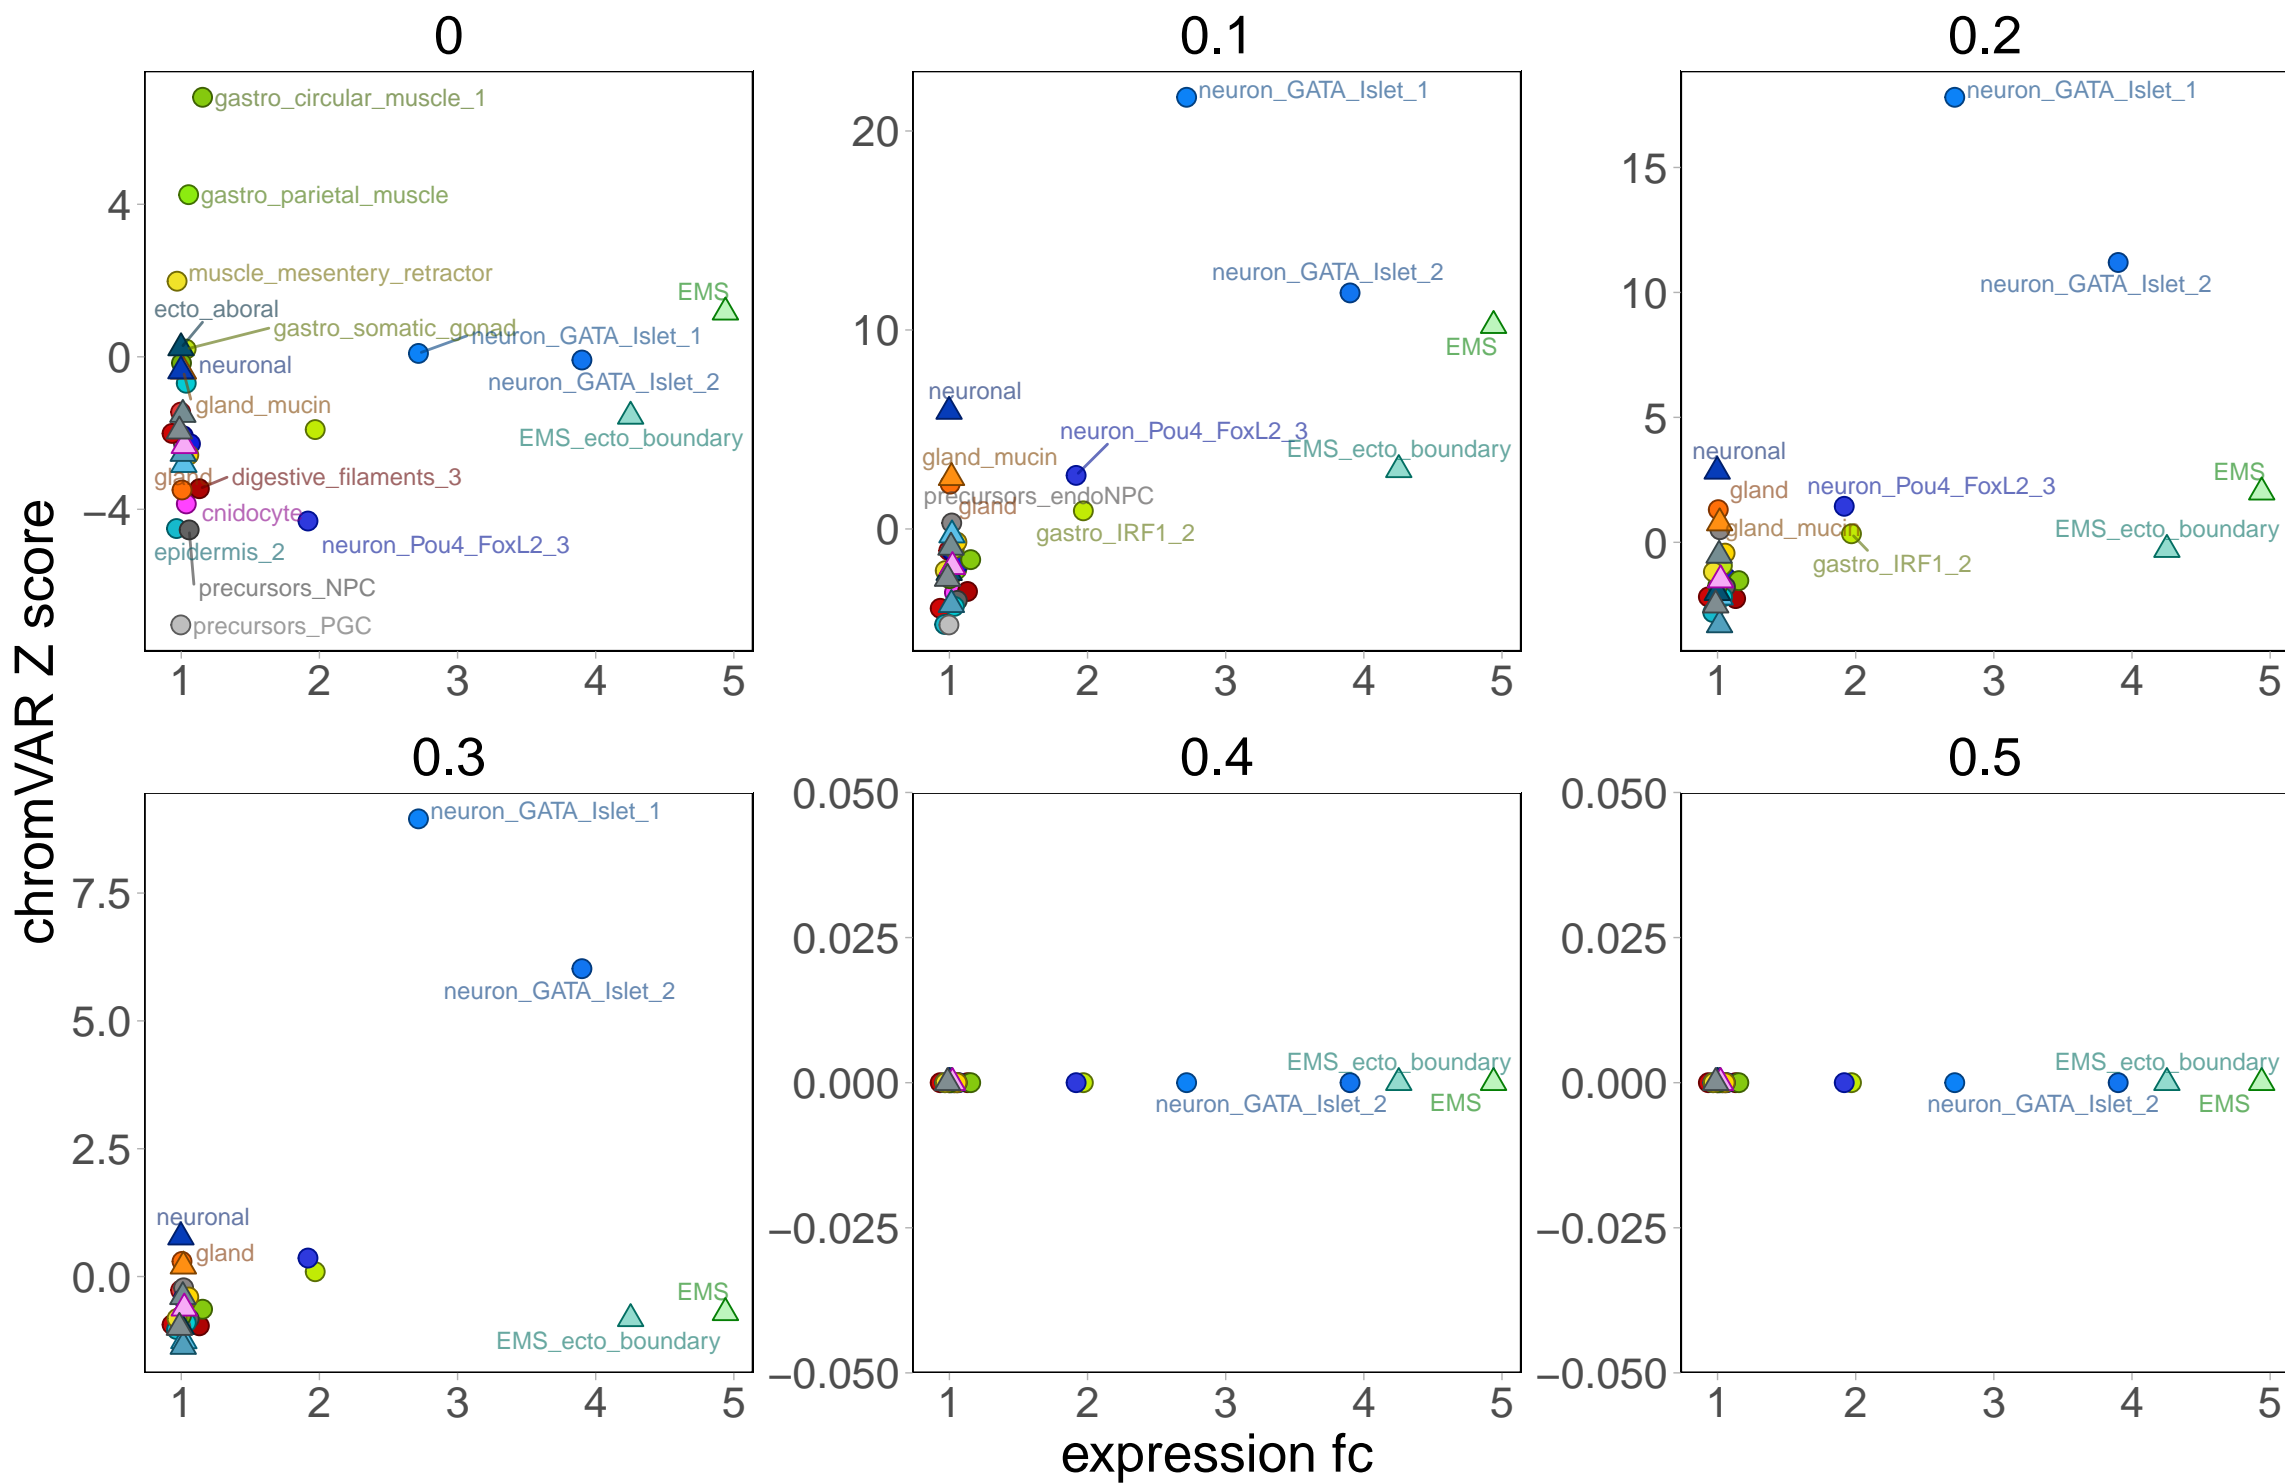 0
0.1
0.2
chromVAR Z score
4
0
−4
gastro_circular_muscle_1
gastro_parietal_muscle
muscle_mesentery_retractor
ecto_aboral
gastro_somatic_gonad
neuronal
gland_mucin
gland
digestive_filaments_3
cnidocyte
epidermis_2
precursors_NPC
precursors_PGC
neuron_GATA_Islet_1
neuron_GATA_Islet_2
EMS
EMS_ecto_boundary
neuron_Pou4_FoxL2_3
1 2 3 4 5
20
10
0
neuron_GATA_Islet_1
neuron_GATA_Islet_2
EMS
neuronal
neuron_Pou4_FoxL2_3
EMS_ecto_boundary
gland_mucin
precursors_endoNPC
gland
gastro_IRF1_2
1 2 3 4 5
15
10
5
0
neuron_GATA_Islet_1
neuron_GATA_Islet_2
neuronal
EMS
gland
neuron_Pou4_FoxL2_3
gland_mucin
EMS_ecto_boundary
gastro_IRF1_2
1 2 3 4 5
0.3
0.4
0.5
7.5
5.0
2.5
0.0
neuron_GATA_Islet_1
neuron_GATA_Islet_2
neuronal
gland
EMS
EMS_ecto_boundary
1 2 3 4 5
0.050
0.025
0.000
−0.025
−0.050
EMS_ecto_boundary
neuron_GATA_Islet_2
EMS
1 2 3 4 5
0.050
0.025
0.000
−0.025
−0.050
EMS_ecto_boundary
neuron_GATA_Islet_2
EMS
1 2 3 4 5
expression fc